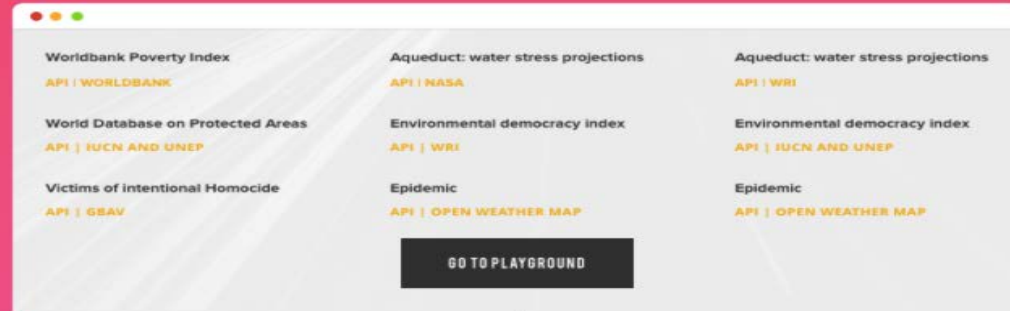 Worldbank Poverty Index
API | WORLDBANK
Aqueduct: water stress projections
API | NASA
Aqueduct: water stress projections
API | WRI
World Database on Protected Areas
API | IUCN AND UNEP
Environmental democracy index
API | WRI
Environmental democracy index
API | IUCN AND UNEP
Victims of intentional Homocide
API | GBAV
Epidemic
API | OPEN WEATHER MAP
Epidemic
API | OPEN WEATHER MAP
GO TO PLAYGROUND